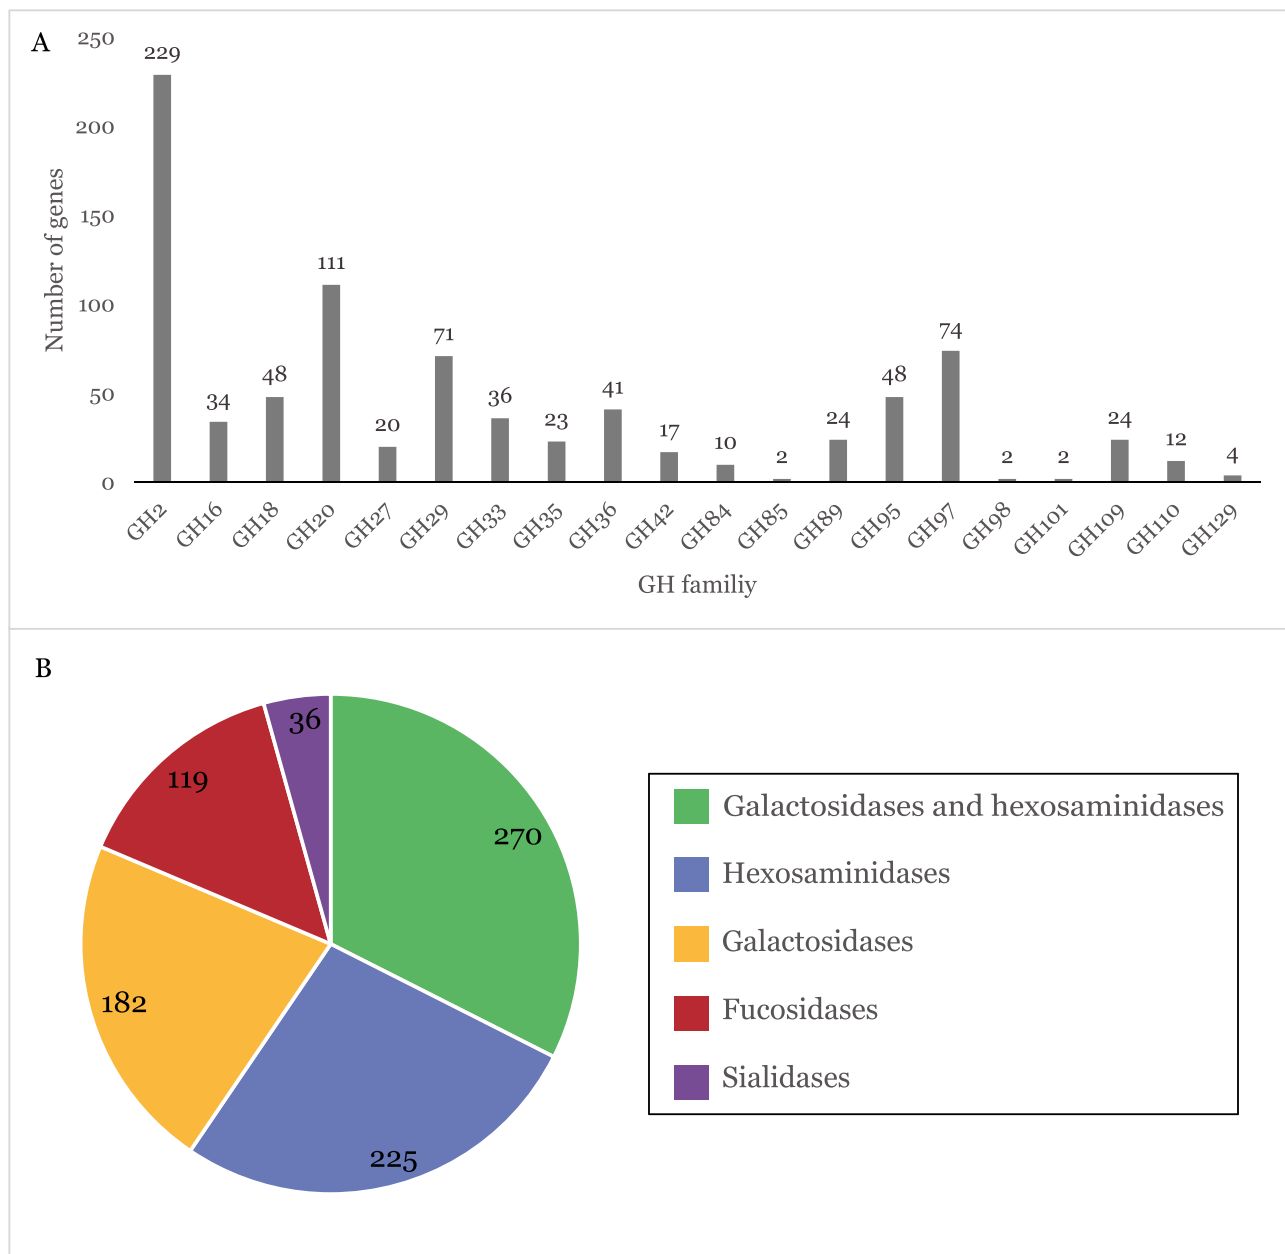 A
250
200
150
100
50
0
Number of genes
229
34
48
111
20
71
36
23
41
17
10
2
24
48
74
2
2
24
12
4
GH2
GH16
GH18
GH20
GH27
GH29
GH33
GH35
GH36
GH42
GH84
GH85
GH89
GH95
GH97
GH98
GH101
GH109
GH110
GH129
GH familiy
B
36
119
270
182
225
Galactosidases and hexosaminidases
Hexosaminidases
Galactosidases
Fucosidases
Sialidases